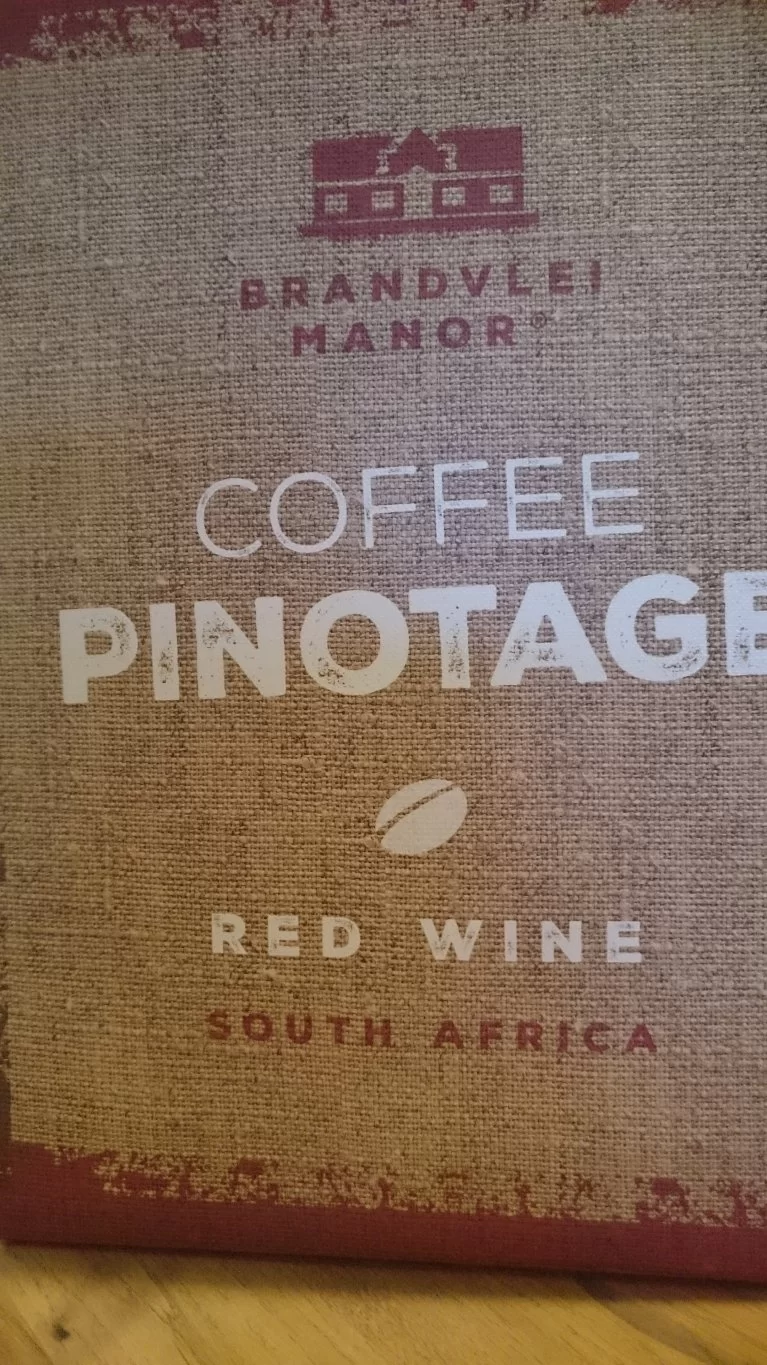 BRANDVLEI
MANOR®
COFFEE
PINOTAGE
RED WINE
SOUTH AFRICA